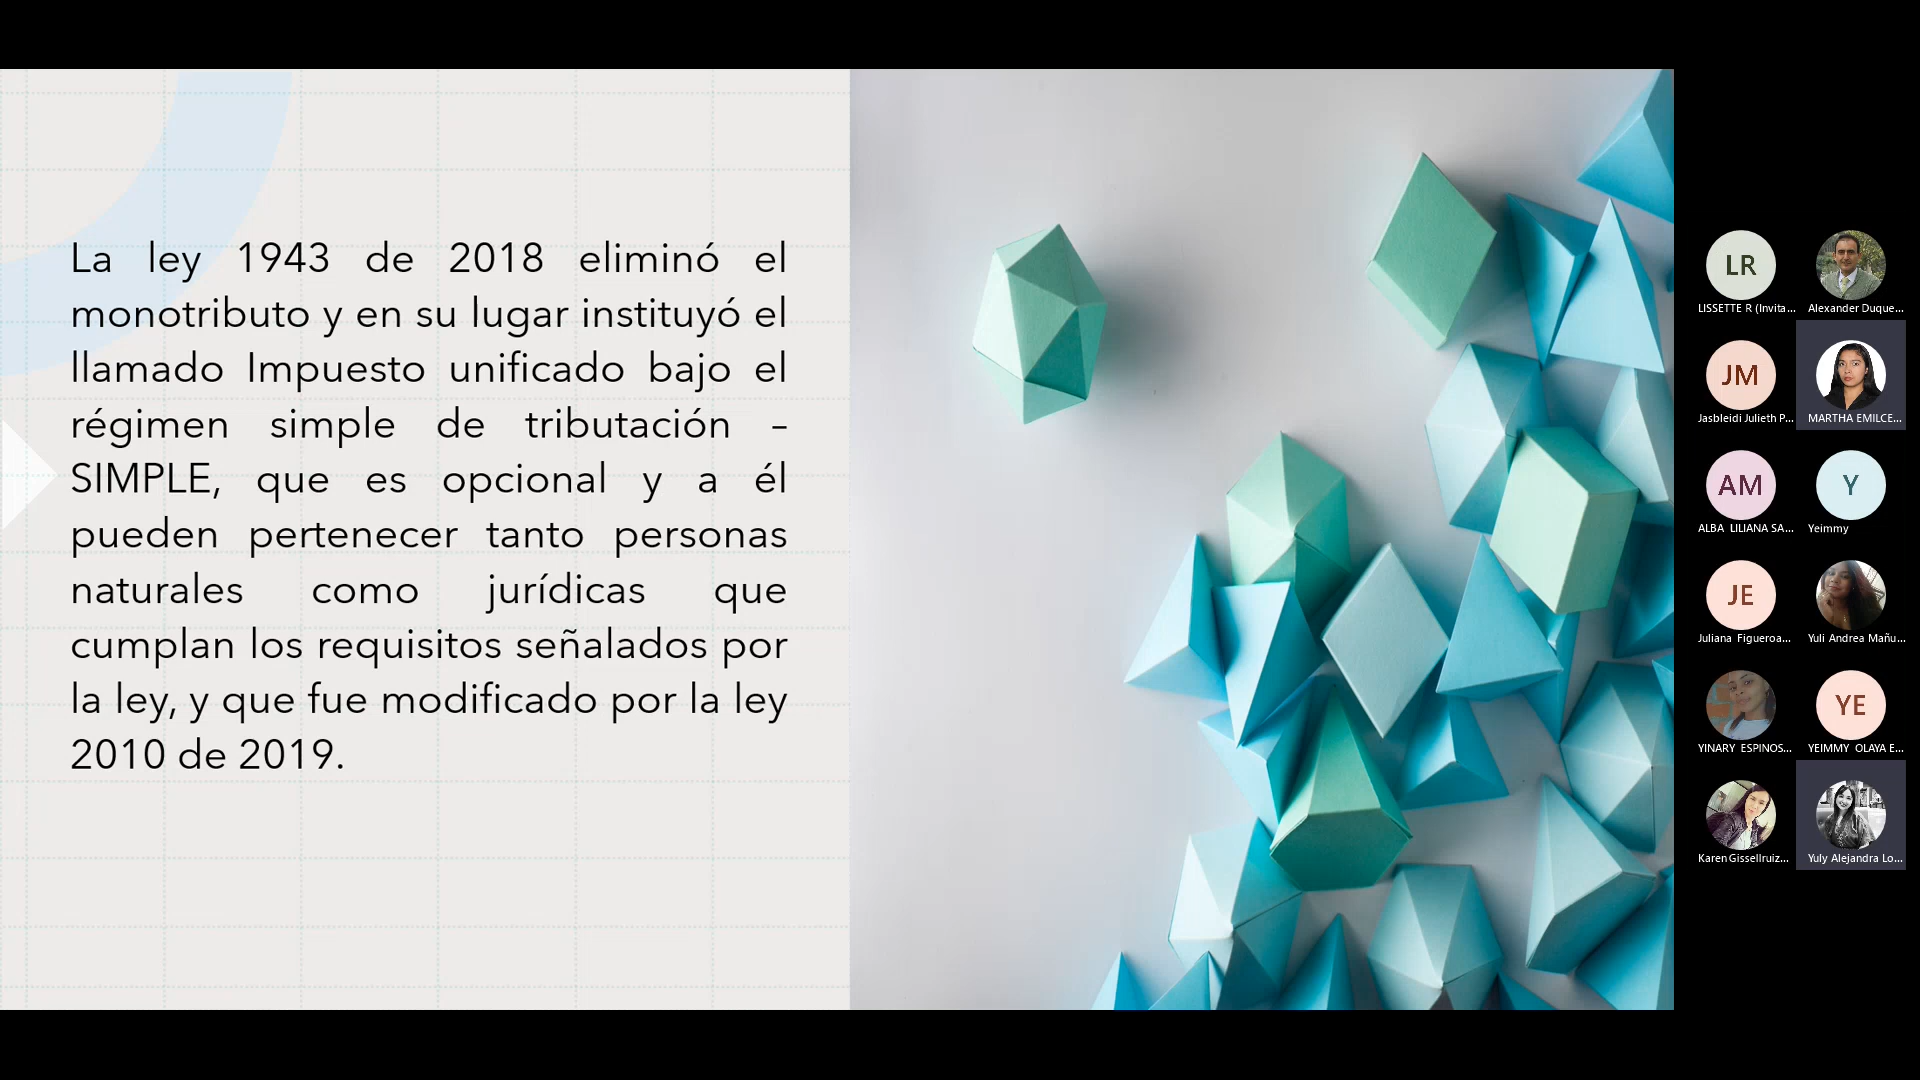 La ley 1943 de 2018 eliminó el
monotributo y en su lugar instituyó el
llamado Impuesto unificado bajo el
régimen simple de tributación –
SIMPLE, que es opcional y a él
pueden pertenecer tanto personas
naturales como jurídicas que
cumplan los requisitos señalados por
la ley, y que fue modificado por la ley
2010 de 2019.
LR
LISSETTE R (Invita...
Alexander Duque...
JM
Jasbleidi Julieth P...
MARTHA EMILCE...
AM
ALBA LILIANA SA...
Y
Yeimmy
JE
Juliana Figueroa...
Yuli Andrea Mañu...
YINARY ESPINOS...
YE
YEIMMY OLAYA E...
Karen Gissellruiz...
Yuly Alejandra Lo...